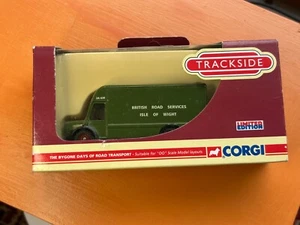 TRACKSIDE
BRITISH ROAD SERVICES
ISLE OF WIGHT
LIMITED
EDITION
CORGI
THE BYGONE DAYS OF ROAD TRANSPORT - Suitable for "OO" Scale Model Layouts